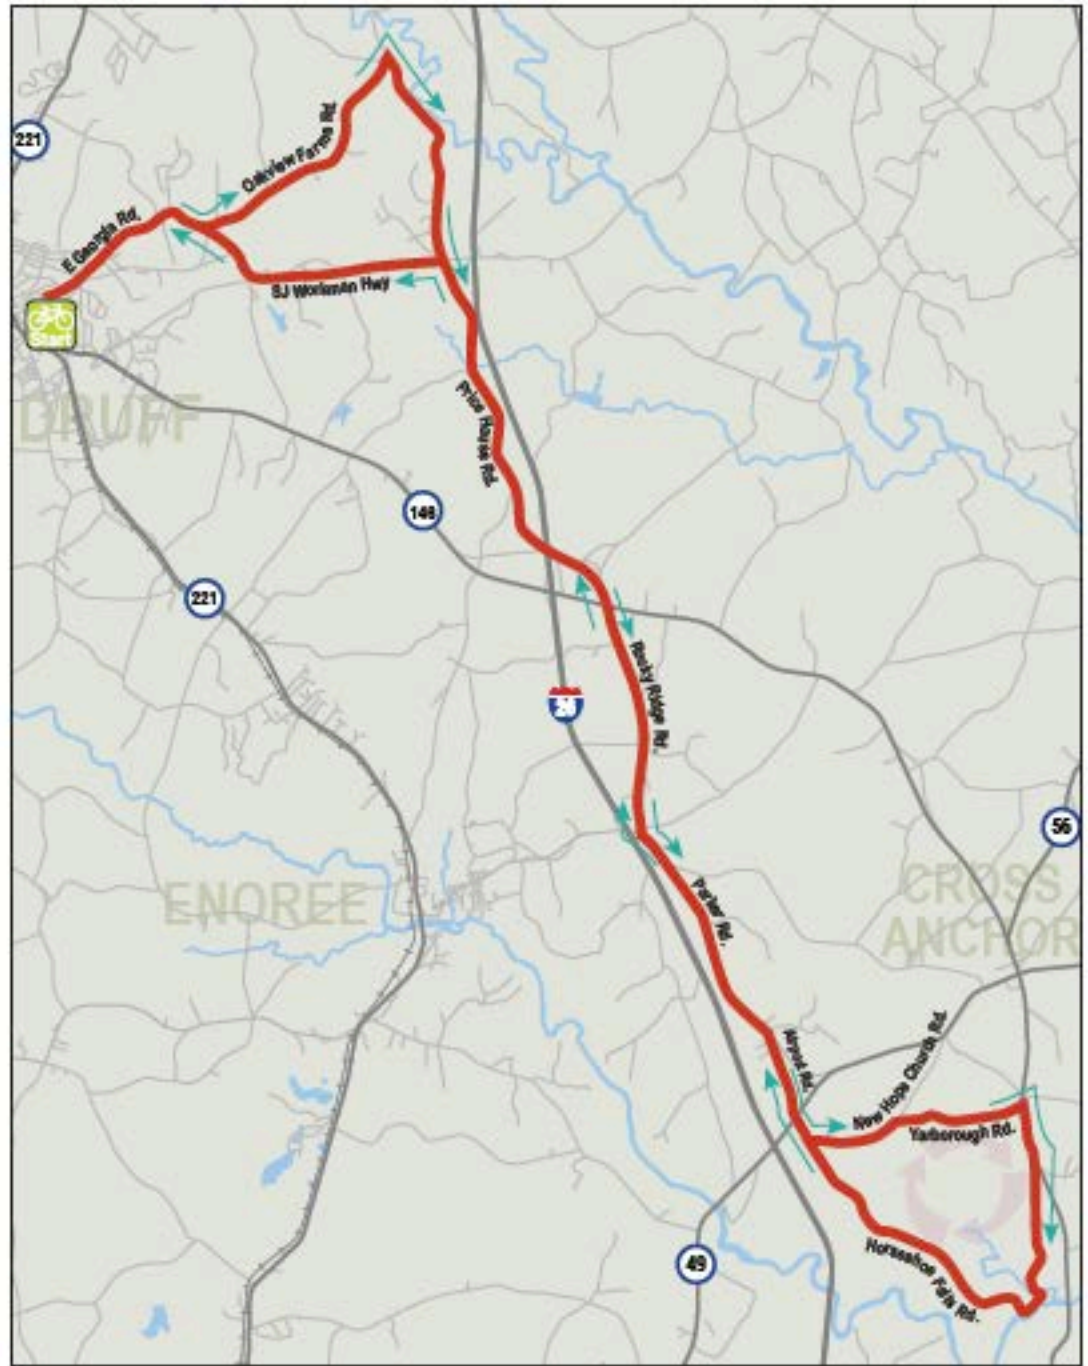 221
Oakview Farms Rd.
E Georgia Rd.
SJ Workman Hwy
Start
DRUFF
Price House Rd.
146
221
Rocky Ridge Rd.
26
56
CROSS
ANCHOR
ENOREE
Parker Rd.
New Hope Church Rd.
Yarborough Rd.
Horseshoe Falls Rd.
49